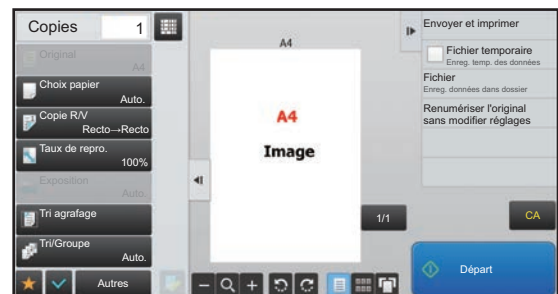 Copies 1
Original
A4
Choix papier
Auto.
Copie R/V
Recto→Recto
Taux de repro.
100%
Exposition
Auto.
Tri agrafage
Tri/Groupe
Auto.
Autres
A4
A4
Image
1/1
Envoyer et imprimer
Fichier temporaire
Enreg. temp. des données
Fichier
Enreg. données dans dossier
Renumériser l'original
sans modifier réglages
CA
Départ